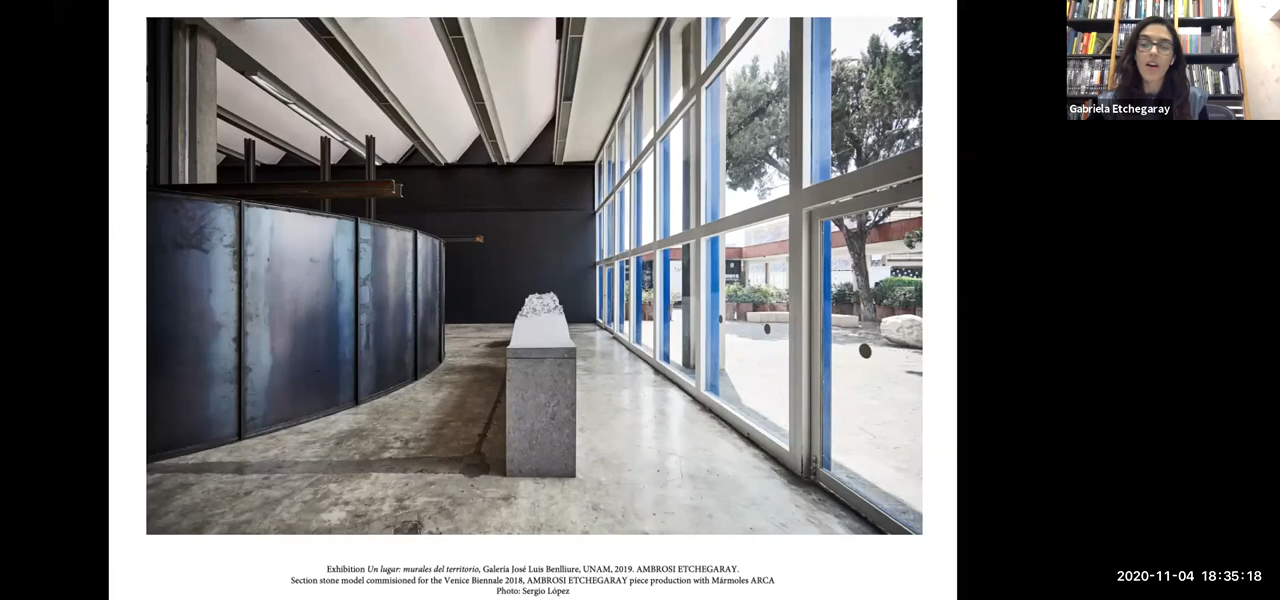 Gabriela Etchegaray
Exhibition Un lugar: murales del territorio, Galería José Luis Benlliure, UNAM, 2019. AMBROSI ETCHEGARAY.
Section stone model commisioned for the Venice Biennale 2018, AMBROSI ETCHEGARAY piece production with Mármoles ARCA
Photo: Sergio López
2020-11-04 18:35:18